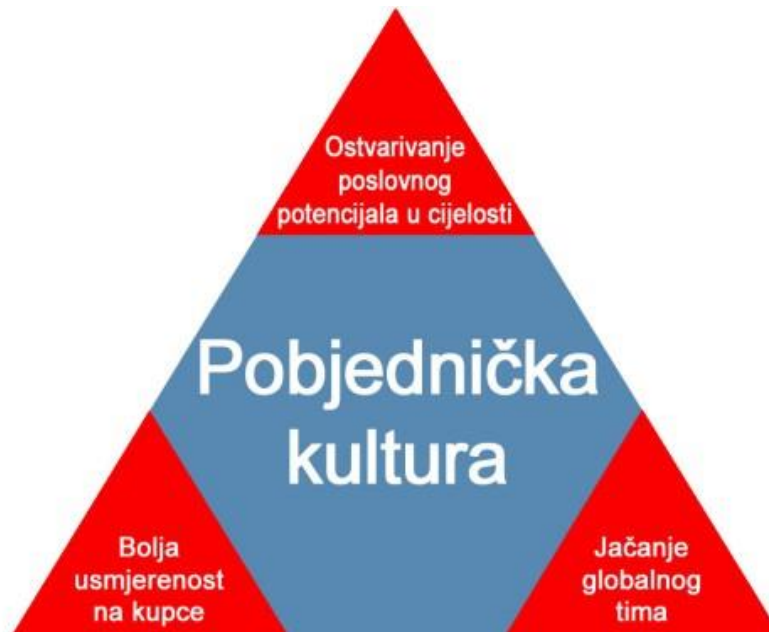 Ostvarivanje
poslovnog
potencijala u cijelosti
Pobjednička
kultura
Bolja
usmjerenost
na kupce
Jačanje
globalnog
tima